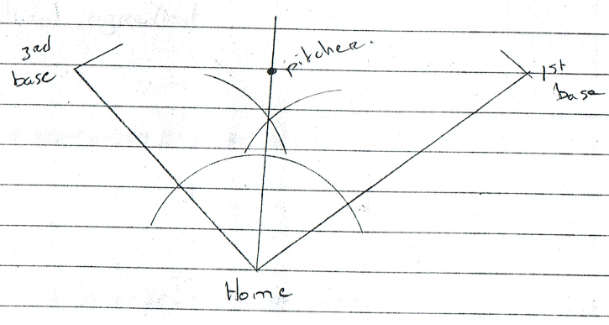 3rd
base
pitcher.
1st
base
Home